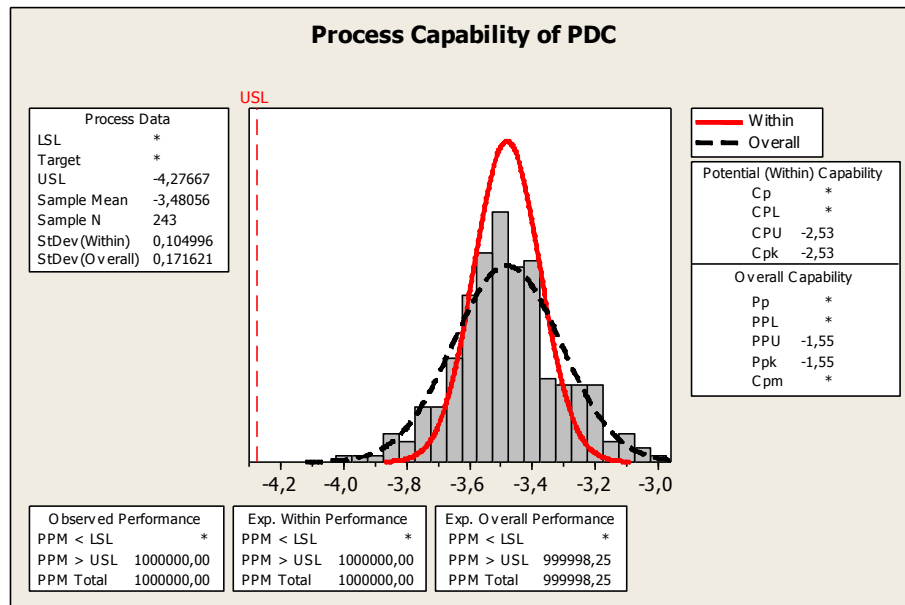 Process Capability of PDC
USL
Process Data
LSL *
Target *
USL -4,27667
Sample Mean -3,48056
Sample N 243
StDev(Within) 0,104996
StDev(Overall) 0,171621
Within
Overall
Potential (Within) Capability
Cp *
CPL *
CPU -2,53
Cpk -2,53
Overall Capability
Pp *
PPL *
PPU -1,55
Ppk -1,55
Cpm *
-4,2 -4,0 -3,8 -3,6 -3,4 -3,2 -3,0
Observed Performance
PPM < LSL *
PPM > USL 1000000,00
PPM Total 1000000,00
Exp. Within Performance
PPM < LSL *
PPM > USL 1000000,00
PPM Total 1000000,00
Exp. Overall Performance
PPM < LSL *
PPM > USL 999998,25
PPM Total 999998,25